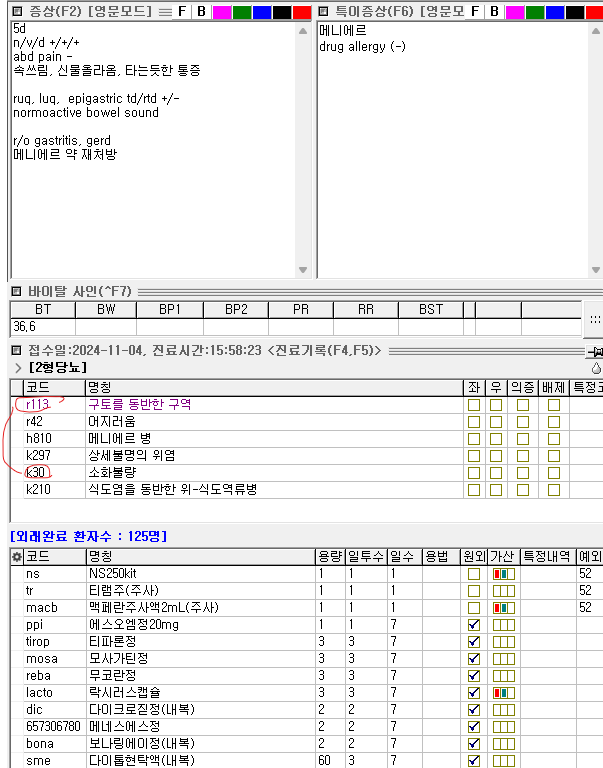 증상(F2) [영문모드] F B
5d
n/v/d +/+/+
abd pain -
속쓰림, 신물올라옴, 타는듯한 통증
ruq, luq, epigastric td/rtd +/-
normoactive bowel sound
r/o gastritis, gerd
메니에르 약 재처방
특이증상(F6) [영문모 F B
메니에르
drug allergy (-)
바이탈 사인(^F7)
BT BW BP1 BP2 PR RR BST
36,6
접수일:2024-11-04, 진료시간:15:58:23 <진료기록(F4,F5)>
> [2형당뇨]
코드 명칭 좌 우 익증 배제 특정코
r113 구토를 동반한 구역
r42 어지러움
h810 메니에르 병
k297 상세불명의 위염
k30 소화불량
k210 식도염을 동반한 위-식도역류병
[외래완료 환자수 : 125명]
코드 명칭 용량 일투수 일수 용법 원외 가산 특정내역 예외
ns NS250kit 1 1 1 52
tr 티램주(주사) 1 1 1 52
macb 맥페란주사액2mL(주사) 1 1 1 52
ppi 에스오엠정20mg 1 1 7
tirop 티파론정 3 3 7
mosa 모사가틴정 3 3 7
reba 무코란정 3 3 7
lacto 락시러스캡슐 3 3 7
dic 다이크로짇정(내복) 2 2 7
657306780 메네스에스정 2 2 7
bona 보나링에이정(내복) 2 2 7
sme 다이톱현탁액(내복) 60 3 7